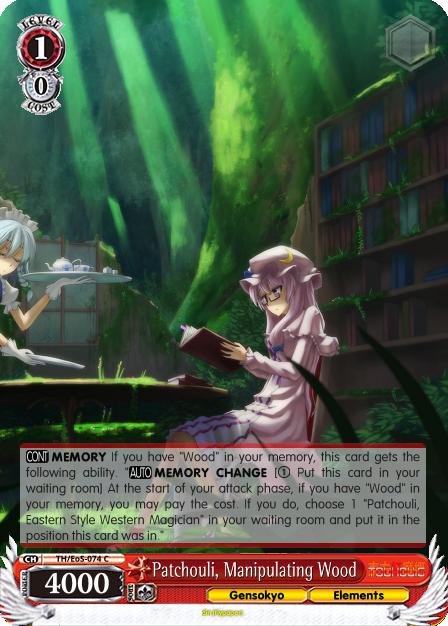 LEVEL
1
0
COST
CONT MEMORY If you have "Wood" in your memory, this card gets the
following ability. "AUTO MEMORY CHANGE [① Put this card in your
waiting room] At the start of your attack phase, if you have "Wood" in
your memory, you may pay the cost. If you do, choose 1 "Patchouli,
Eastern Style Western Magician" in your waiting room and put it in the
position this card was in."
CH TH/EoS-074 C
POWER 4000 SOUL
Patchouli, Manipulating Wood
Gensokyo Elements